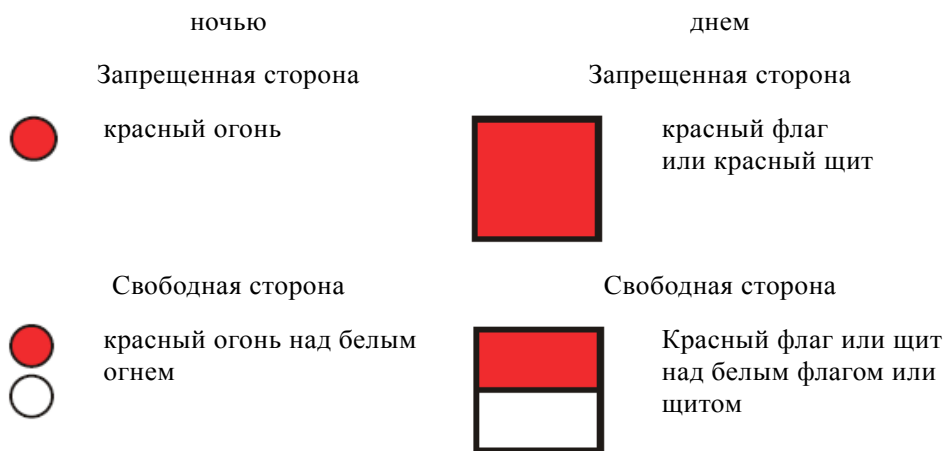 ночью
днем
Запрещенная сторона
Запрещенная сторона
красный огонь
красный флаг
или красный щит
Свободная сторона
Свободная сторона
красный огонь над белым
огнем
Красный флаг или щит
над белым флагом или
щитом